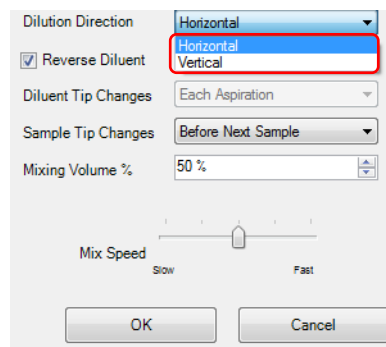 Dilution Direction Horizontal
Horizontal
Reverse Diluent
Vertical
Diluent Tip Changes Each Aspiration
Sample Tip Changes Before Next Sample
Mixing Volume % 50 %
Mix Speed
Slow Fast
OK Cancel